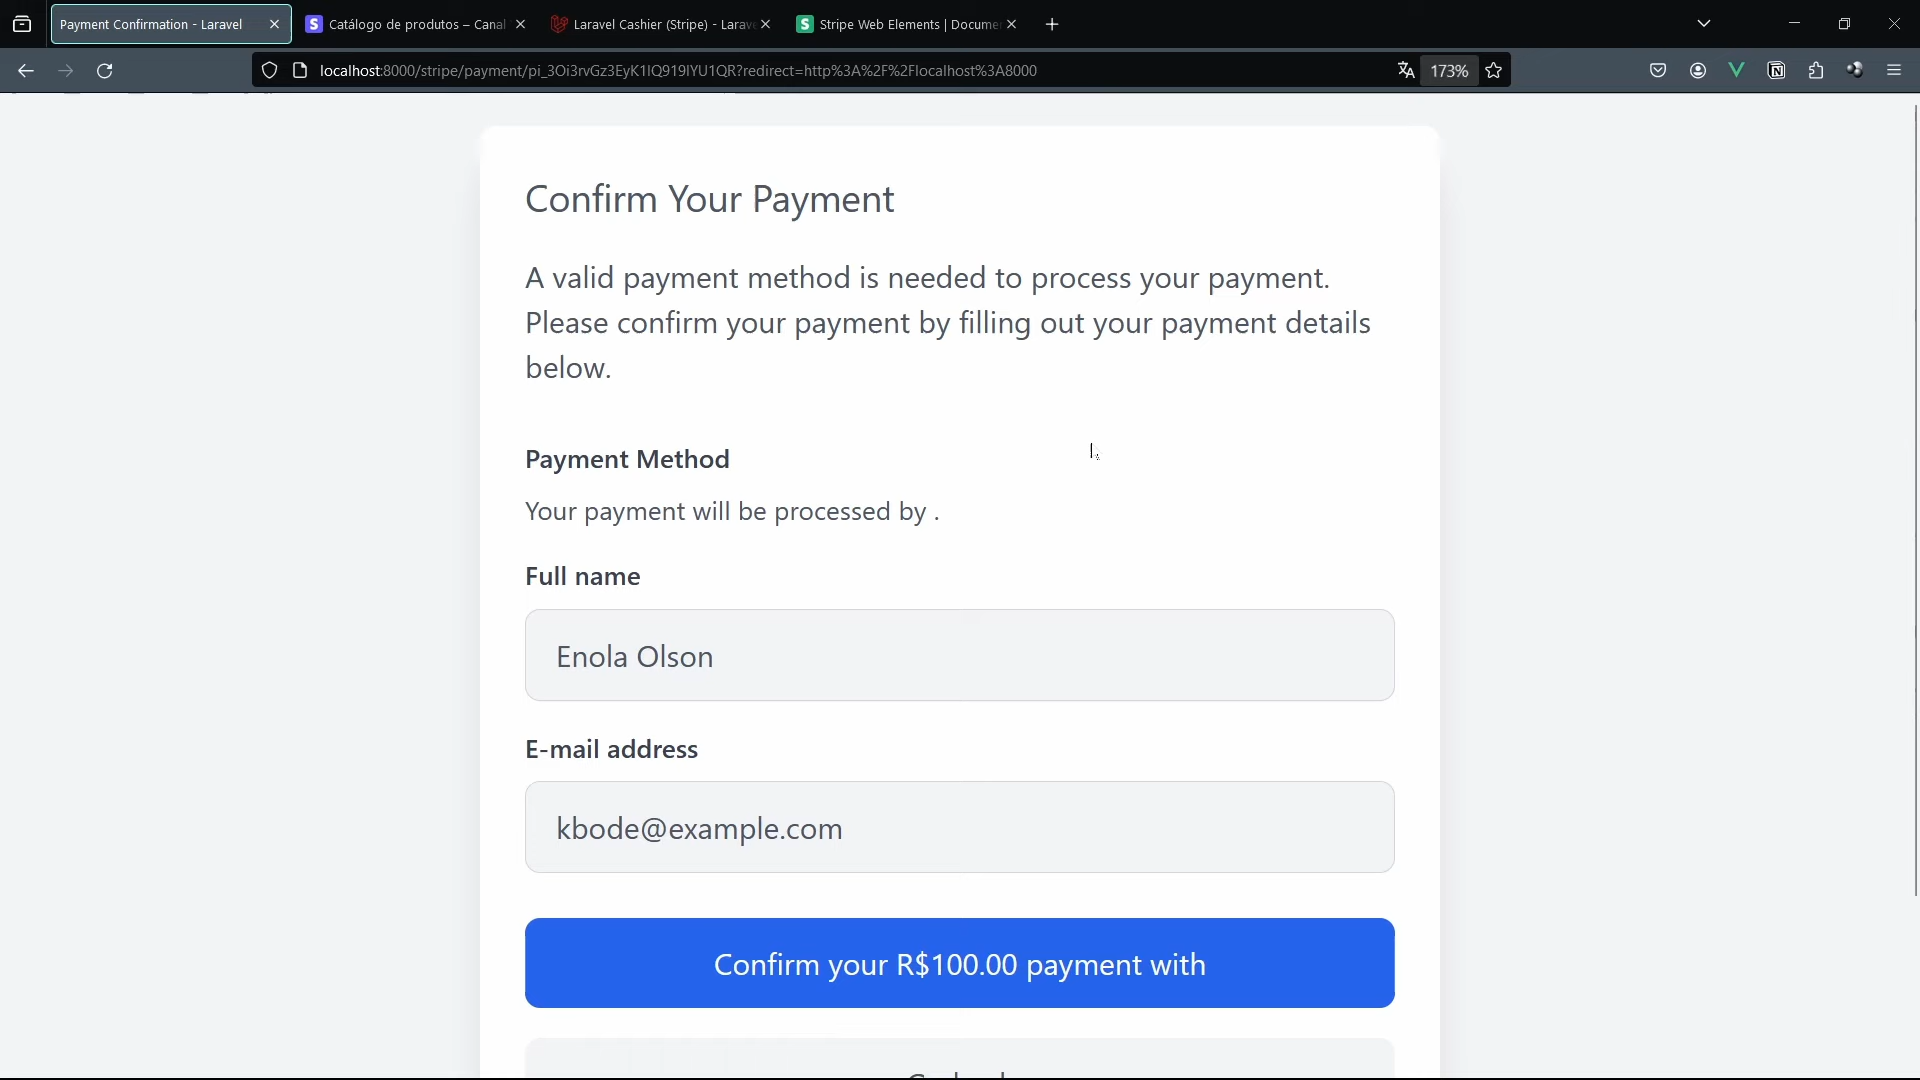 Payment Confirmation - Laravel
Catálogo de produtos – Canal
Laravel Cashier (Stripe) - Larave
Stripe Web Elements | Docume
localhost:8000/stripe/payment/pi_3Oi3rvGz3EyK1IQ919IYU1QR?redirect=http%3A%2F%2Flocalhost%3A8000
173%
Confirm Your Payment
A valid payment method is needed to process your payment.
Please confirm your payment by filling out your payment details
below.
Payment Method
Your payment will be processed by .
Full name
Enola Olson
E-mail address
kbode@example.com
Confirm your R$100.00 payment with